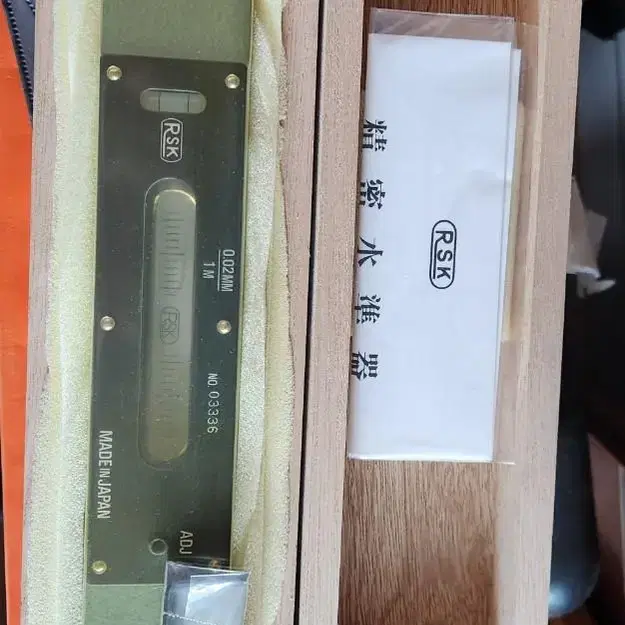 RSK
0.02MM
1M
RSK
NO. 03336
MADE IN JAPAN
ADJ
精密水準器
RSK